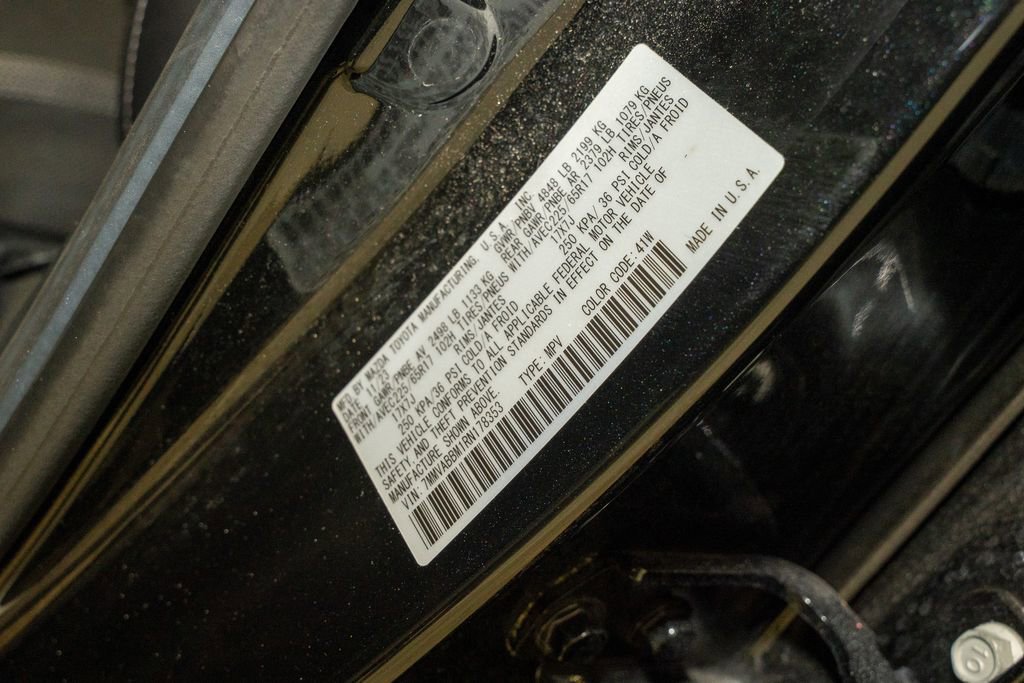 MFD. BY MAZDA TOYOTA MANUFACTURING, U.S.A., INC.
GVWR/PNBV 4848 LB 2199 KG
FRONT GAWR/PNBE AV 2498 LB 1133 KG REAR GAWR/PNBE AR 2379 LB 1079 KG
WITH/AVEC225/65R17 102H TIRES/PNEUS WITH/AVEC225/65R17 102H TIRES/PNEUS
17X7J RIMS/JANTES 17X7J RIMS/JANTES
250 KPA/36 PSI COLD/A FROID 250 KPA/36 PSI COLD/A FROID
THIS VEHICLE CONFORMS TO ALL APPLICABLE FEDERAL MOTOR VEHICLE
SAFETY AND THEFT PREVENTION STANDARDS IN EFFECT ON THE DATE OF
MANUFACTURE SHOWN ABOVE.
VIN: TYPE: MPV COLOR CODE: 41W
MADE IN U.S.A.
10